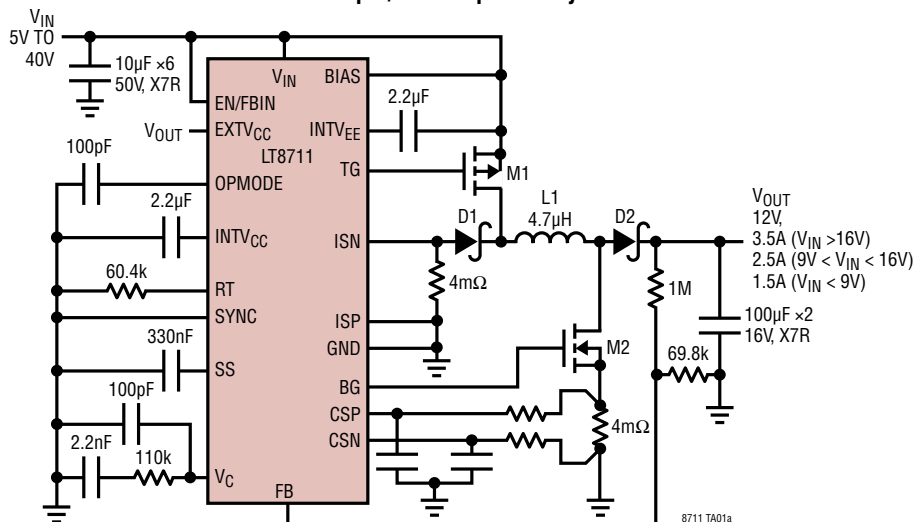 V_IN
5V TO
40V
10µF ×6
50V, X7R
V_IN
BIAS
2.2µF
EN/FBIN
V_OUT
EXTV_CC
INTV_EE
LT8711
100pF
OPMODE
TG
M1
2.2µF
INTV_CC
ISN
D1
L1
4.7µH
D2
V_OUT
12V,
3.5A (V_IN >16V)
2.5A (9V < V_IN < 16V)
1.5A (V_IN < 9V)
60.4k
RT
4mΩ
1M
SYNC
ISP
100µF ×2
16V, X7R
330nF
GND
M2
69.8k
SS
BG
100pF
CSP
4mΩ
CSN
2.2nF
110k
V_C
FB
8711 TA01a